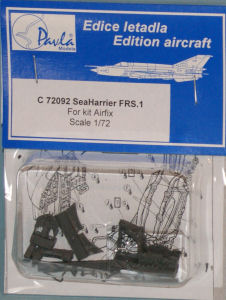 Pavla
Models
Edice letadla
Edition aircraft
C 72092 SeaHarrier FRS.1
For kit Airfix
Scale 1/72